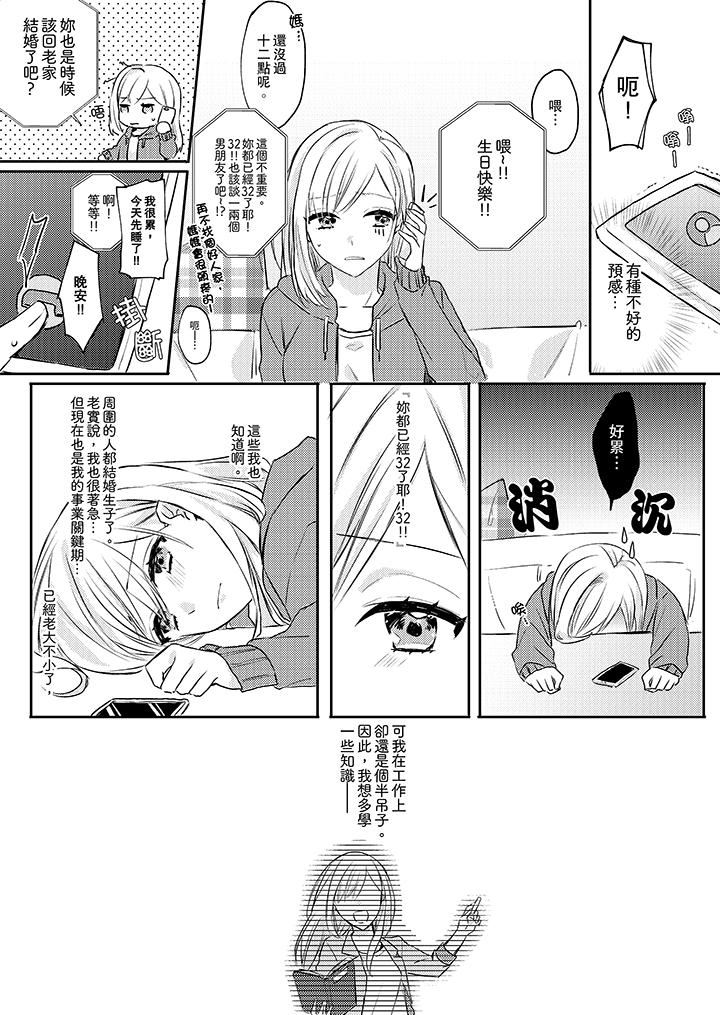 呃！
嗡…
嗡…
有種不好的
預感…
喂…
喂~!!
生日快樂!!
媽…
還沒過
十二點呢。
這個不重要。
妳都已經32了耶！
32!!也該談一兩個
男朋友了吧~!?
再不找個好人家，
媽媽會很頭疼的！
呃…！
妳也是時候
該回老家
結婚了吧？
唔…
我很累，
今天先睡了!!
啊！
等等!!
晚安!!
掛斷
好累…
消沉
唉…
『妳都已經32了耶！32!!』
這些我也
知道啊。
周圍的人都結婚生子了。
老實說，我也很著急…
但現在也是我的事業關鍵期…
已經老大不小了，
可我在工作上
卻還是個半吊子。
因此，我想多學
一些知識——